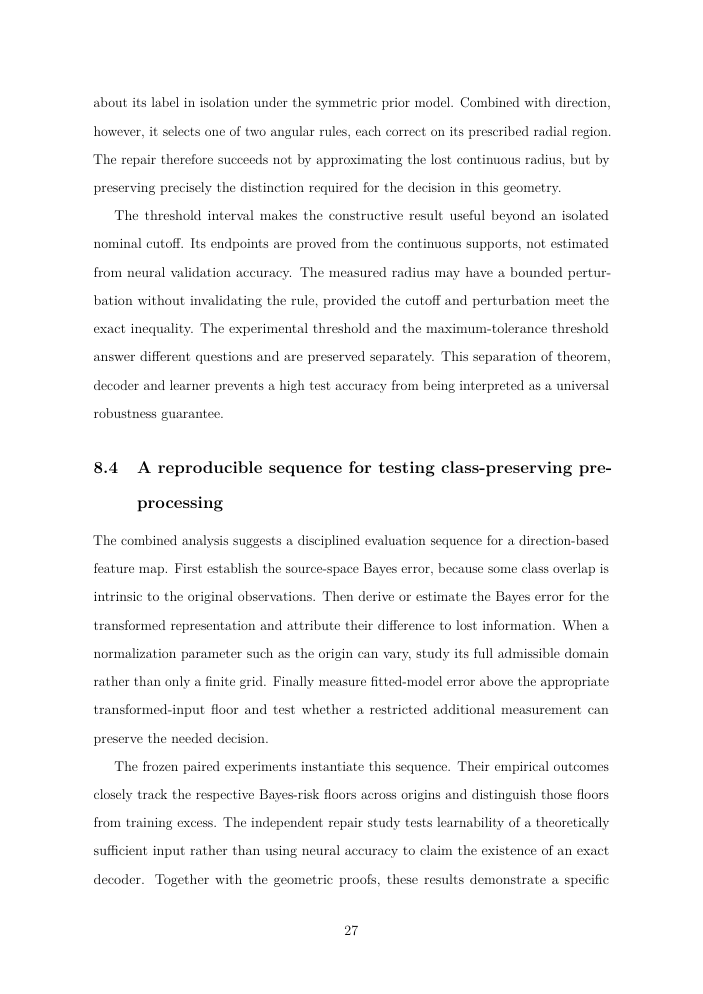 about its label in isolation under the symmetric prior model. Combined with direction,
however, it selects one of two angular rules, each correct on its prescribed radial region.
The repair therefore succeeds not by approximating the lost continuous radius, but by
preserving precisely the distinction required for the decision in this geometry.
The threshold interval makes the constructive result useful beyond an isolated
nominal cutoff. Its endpoints are proved from the continuous supports, not estimated
from neural validation accuracy. The measured radius may have a bounded pertur-
bation without invalidating the rule, provided the cutoff and perturbation meet the
exact inequality. The experimental threshold and the maximum-tolerance threshold
answer different questions and are preserved separately. This separation of theorem,
decoder and learner prevents a high test accuracy from being interpreted as a universal
robustness guarantee.
8.4 A reproducible sequence for testing class-preserving pre-
processing
The combined analysis suggests a disciplined evaluation sequence for a direction-based
feature map. First establish the source-space Bayes error, because some class overlap is
intrinsic to the original observations. Then derive or estimate the Bayes error for the
transformed representation and attribute their difference to lost information. When a
normalization parameter such as the origin can vary, study its full admissible domain
rather than only a finite grid. Finally measure fitted-model error above the appropriate
transformed-input floor and test whether a restricted additional measurement can
preserve the needed decision.
The frozen paired experiments instantiate this sequence. Their empirical outcomes
closely track the respective Bayes-risk floors across origins and distinguish those floors
from training excess. The independent repair study tests learnability of a theoretically
sufficient input rather than using neural accuracy to claim the existence of an exact
decoder. Together with the geometric proofs, these results demonstrate a specific
27